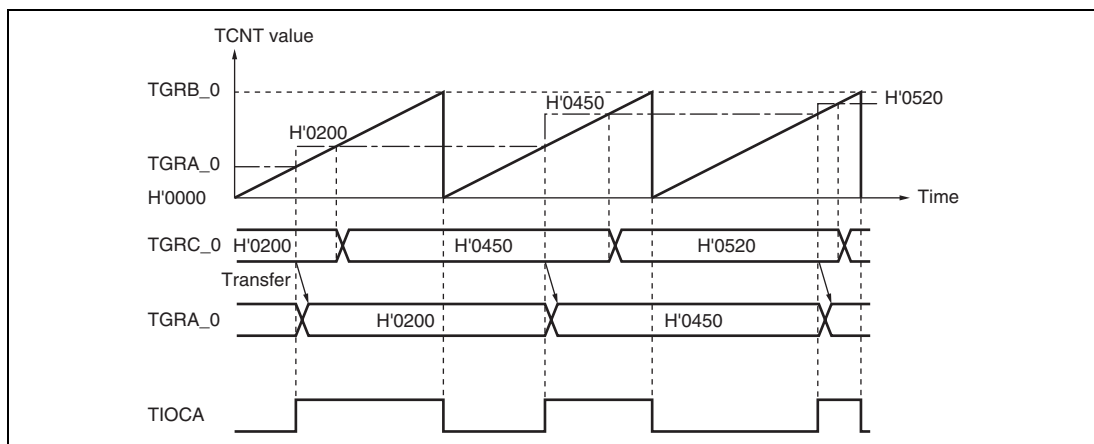 TCNT value
TGRB_0
H'0450
H'0520
H'0200
TGRA_0
H'0000
Time
TGRC_0
H'0200
H'0450
H'0520
Transfer
TGRA_0
H'0200
H'0450
TIOCA